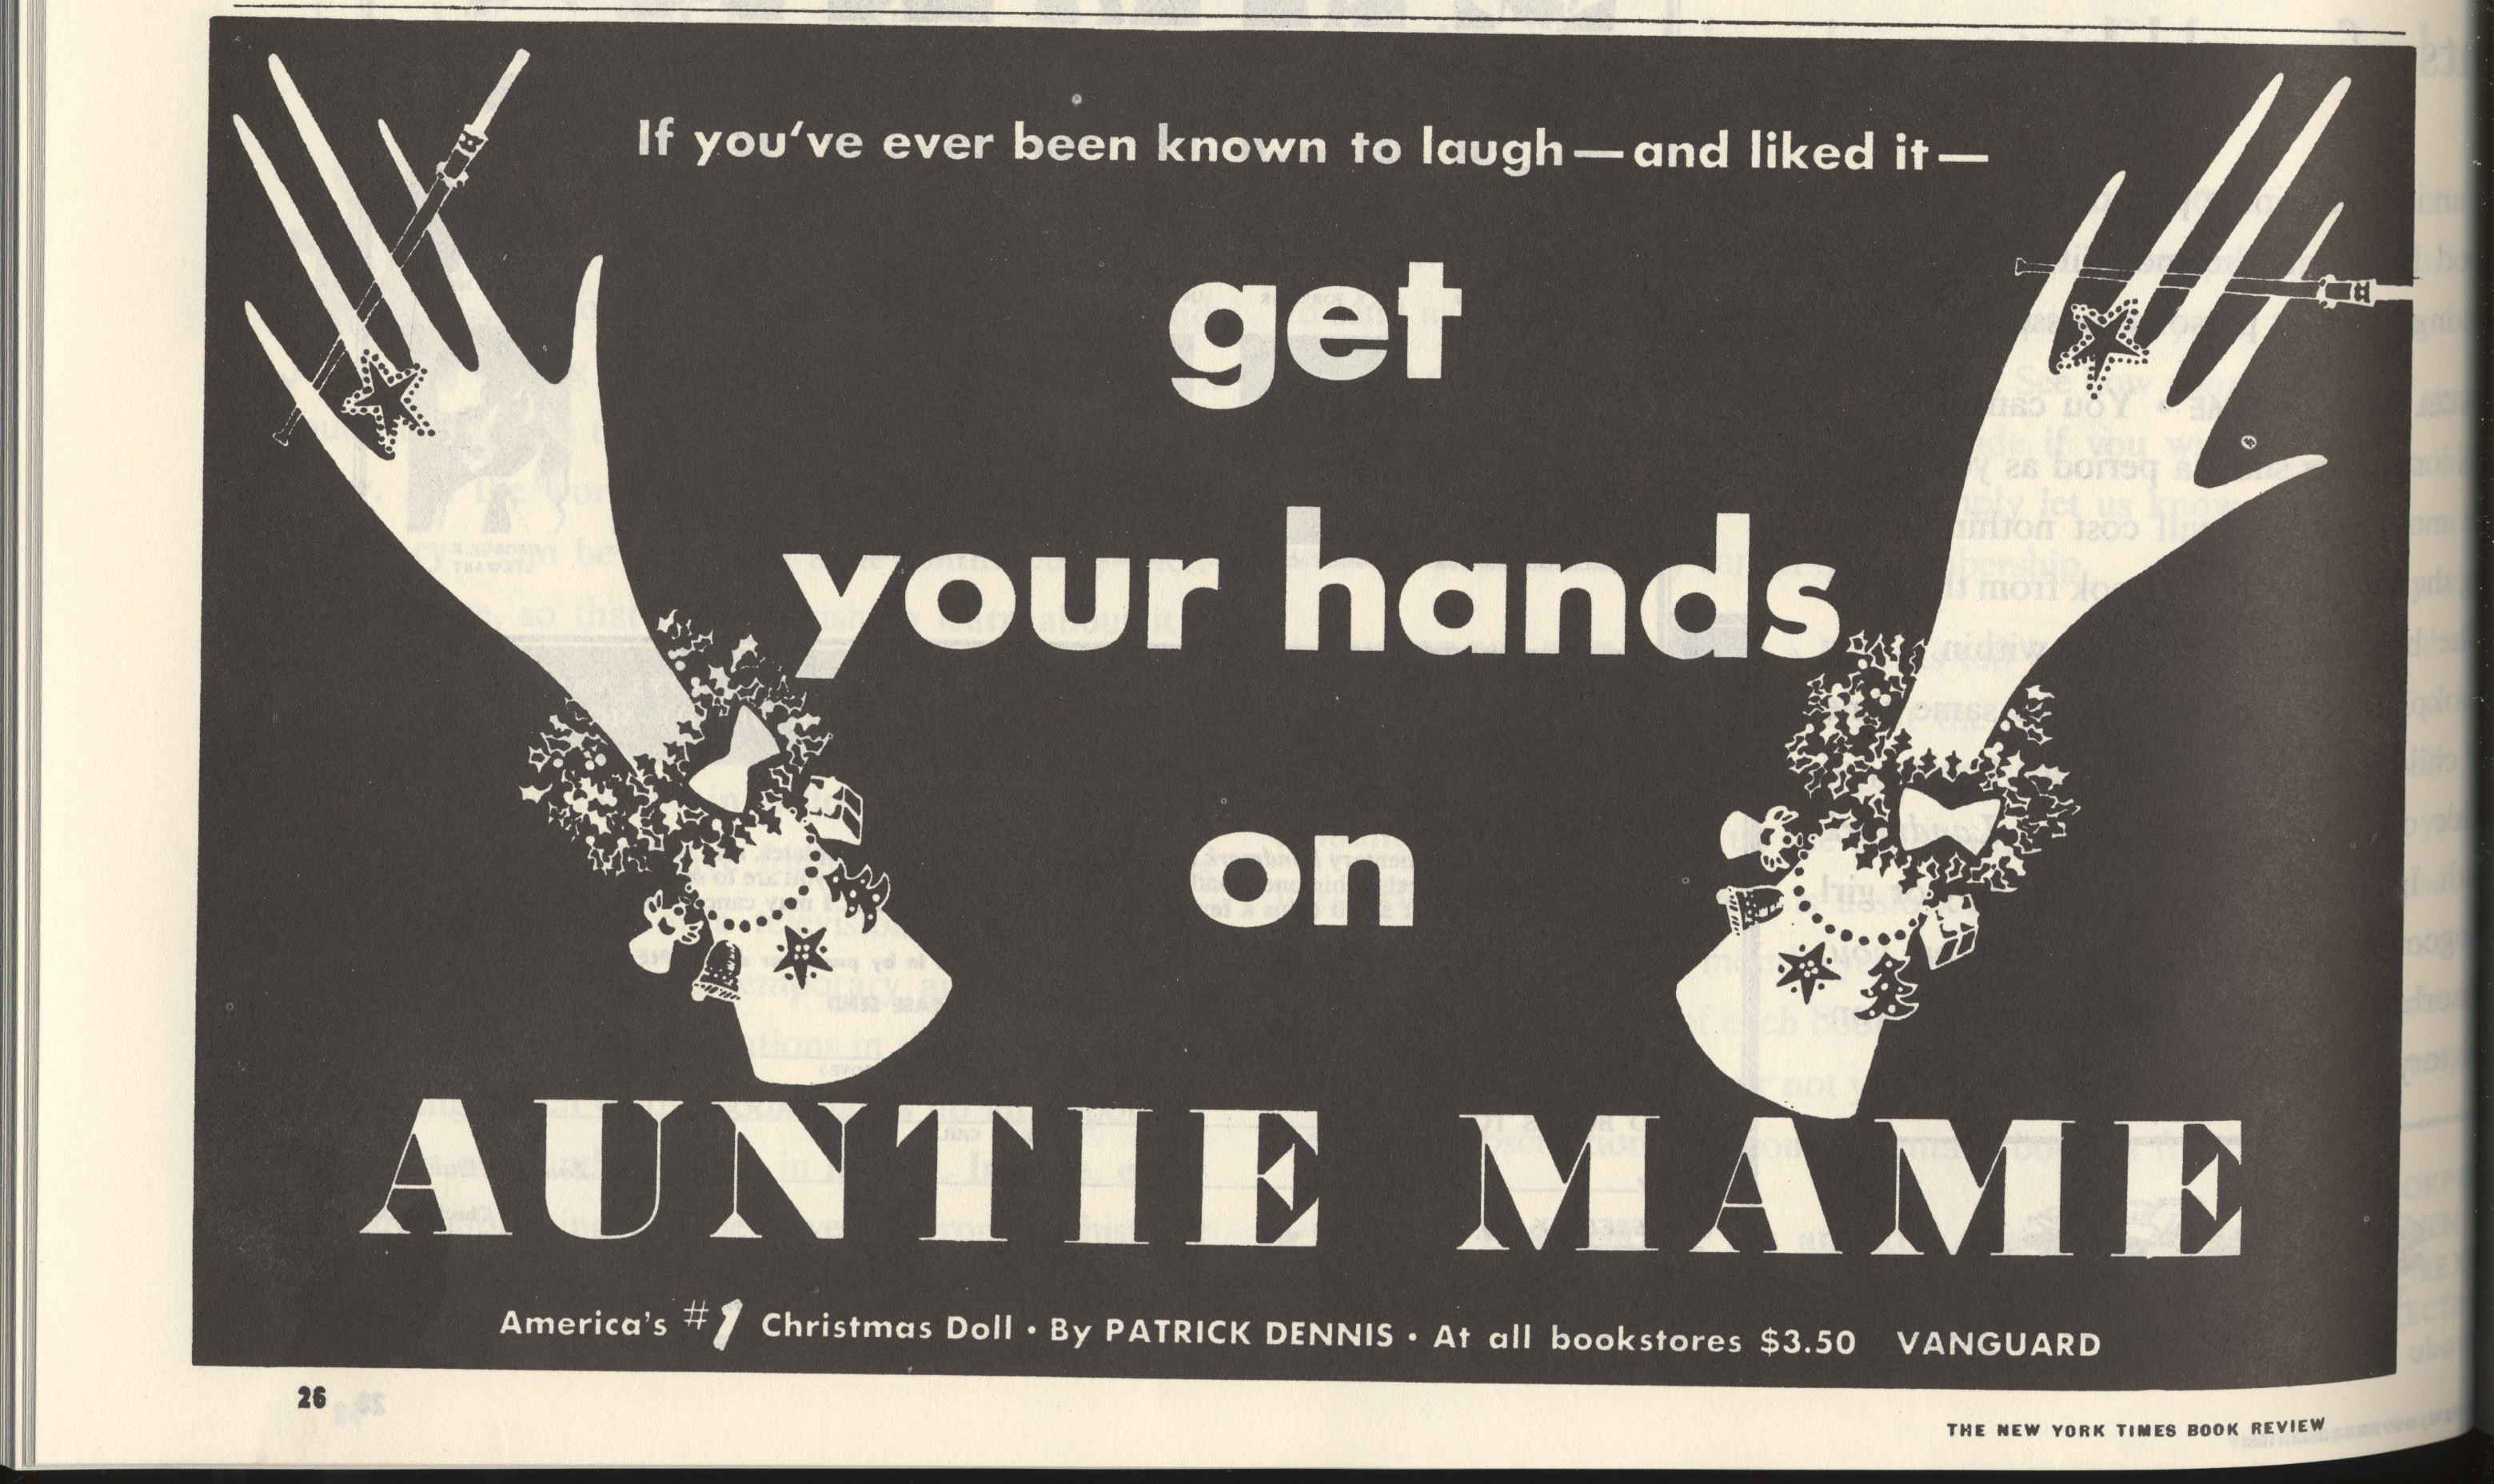 If you've ever been known to laugh—and liked it—
get
your hands
on
AUNTIE MAME
America's #1 Christmas Doll • By PATRICK DENNIS • At all bookstores $3.50 VANGUARD
26
THE NEW YORK TIMES BOOK REVIEW